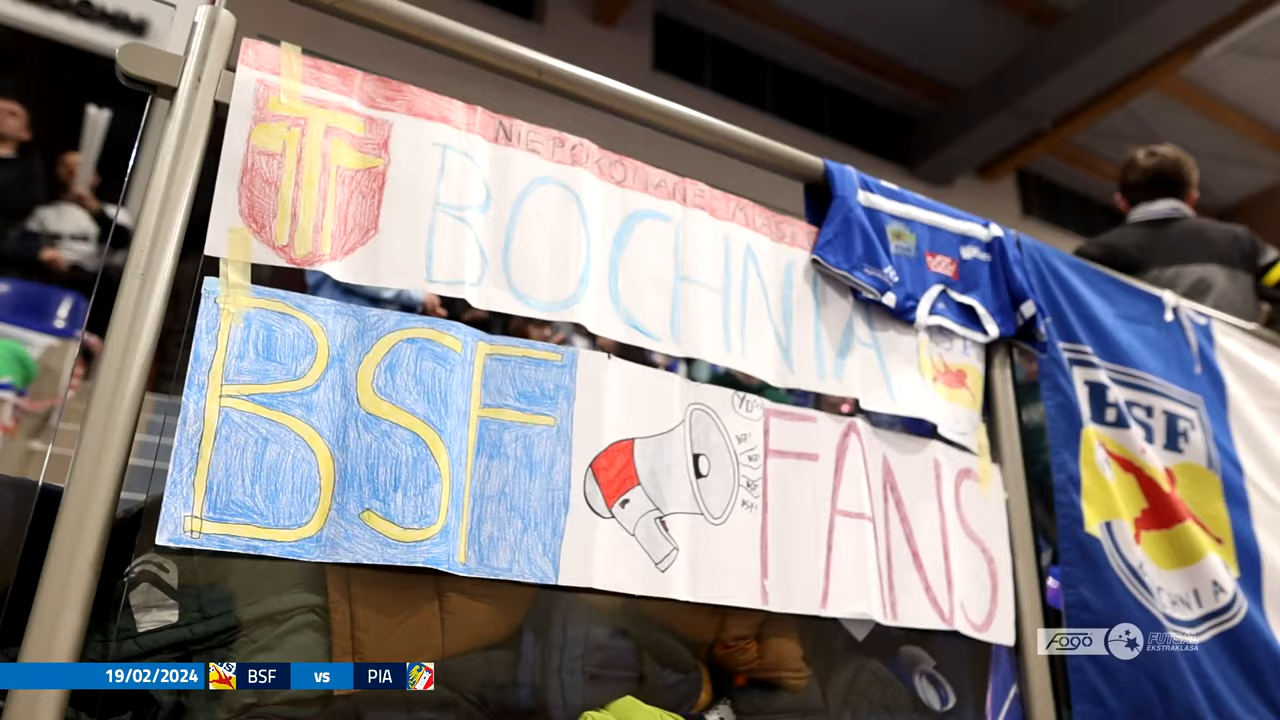 NIEPOKONANE MIASTO
BOCHNIA
BSF FANS
BSF
BOCHNIA
19/02/2024 BSF vs PIA
FOGO FUTSAL
EKSTRAKLASA